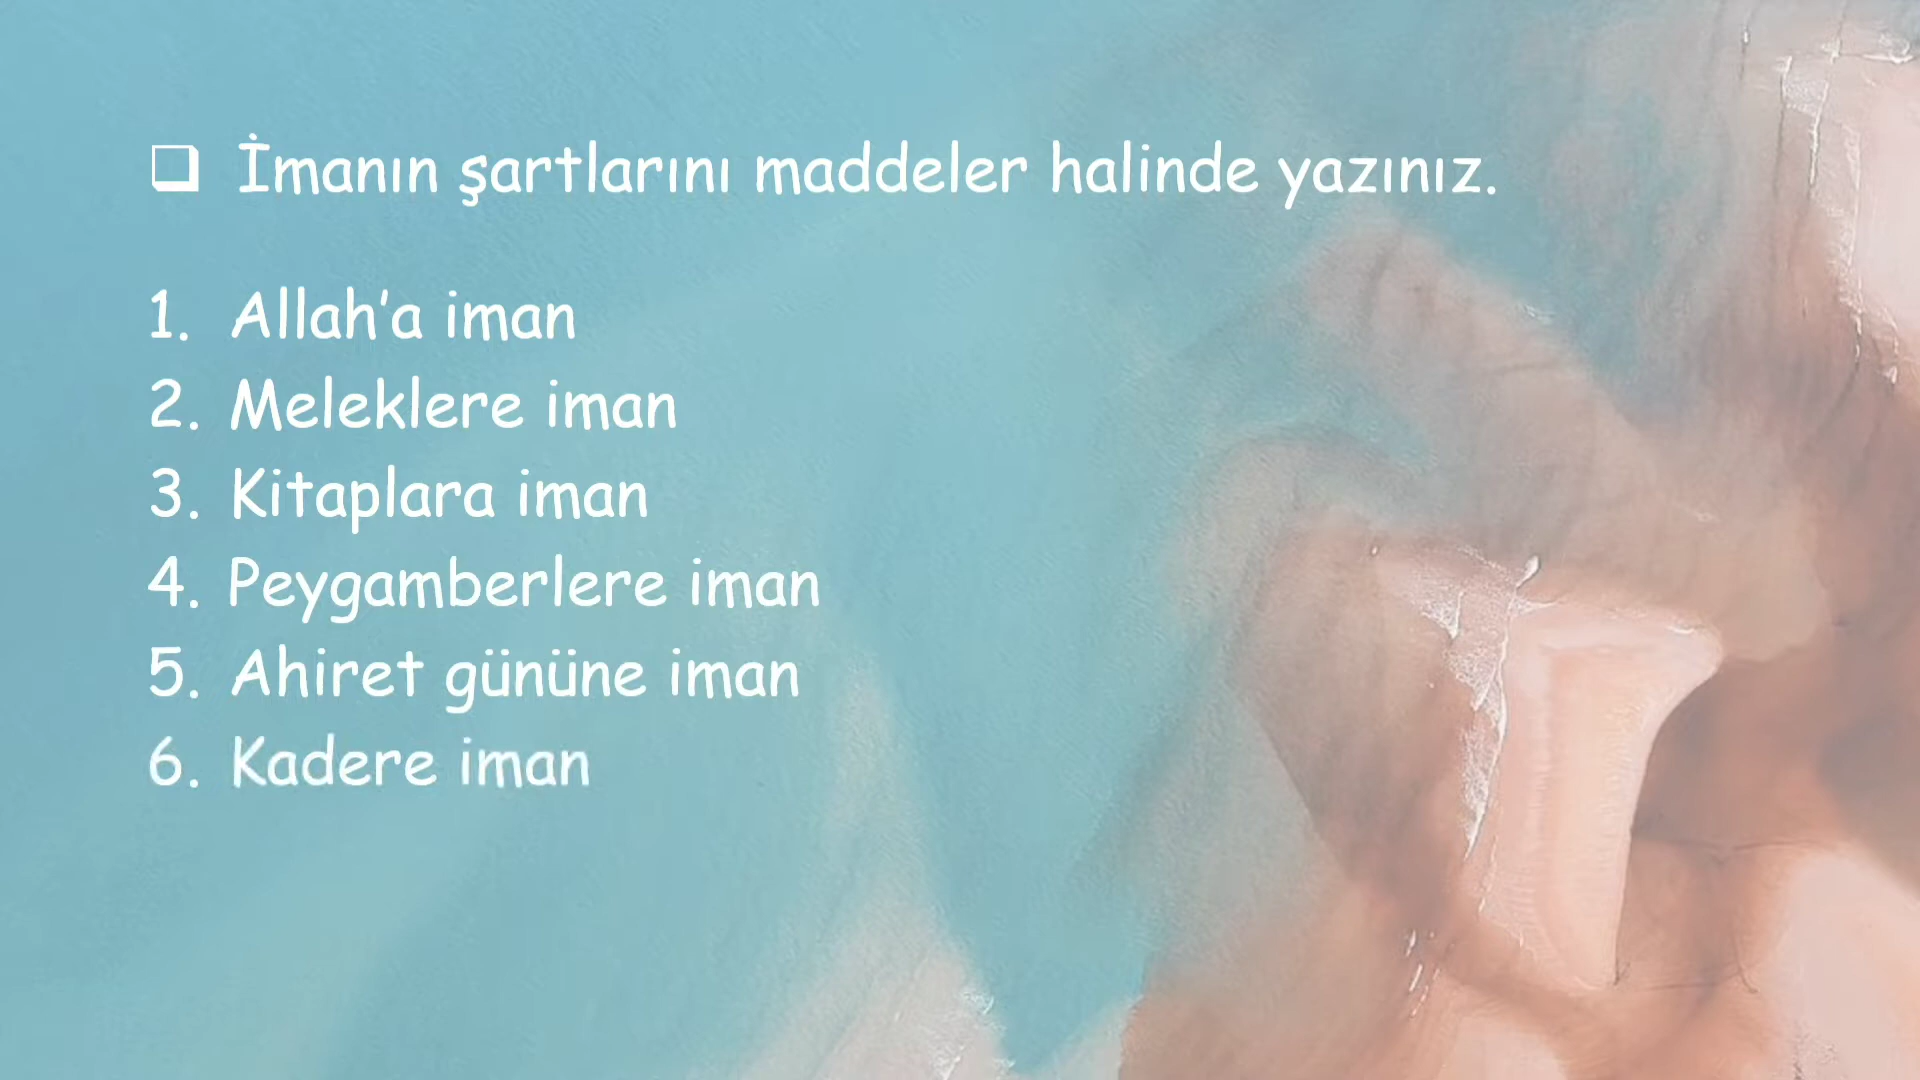 ❑ İmanın şartlarını maddeler halinde yazınız.
1. Allah’a iman
2. Meleklere iman
3. Kitaplara iman
4. Peygamberlere iman
5. Ahiret gününe iman
6. Kadere iman